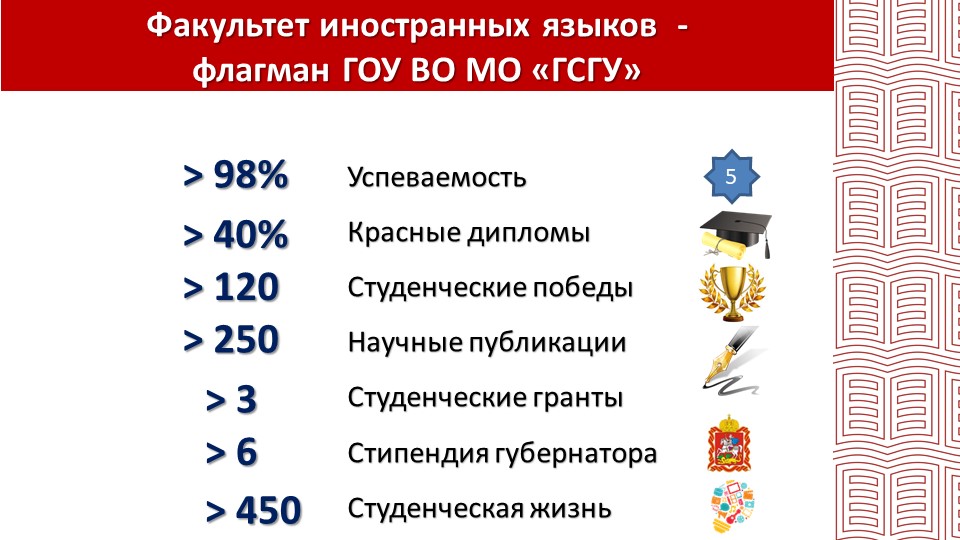 Факультет иностранных языков -
флагман ГОУ ВО МО «ГСГУ»
> 98% Успеваемость 5
> 40% Красные дипломы
> 120 Студенческие победы
> 250 Научные публикации
> 3 Студенческие гранты
> 6 Стипендия губернатора
> 450 Студенческая жизнь